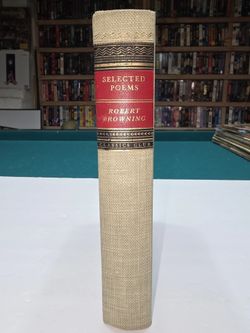 SELECTED
POEMS
ROBERT
BROWNING
CLASSICS CLUB